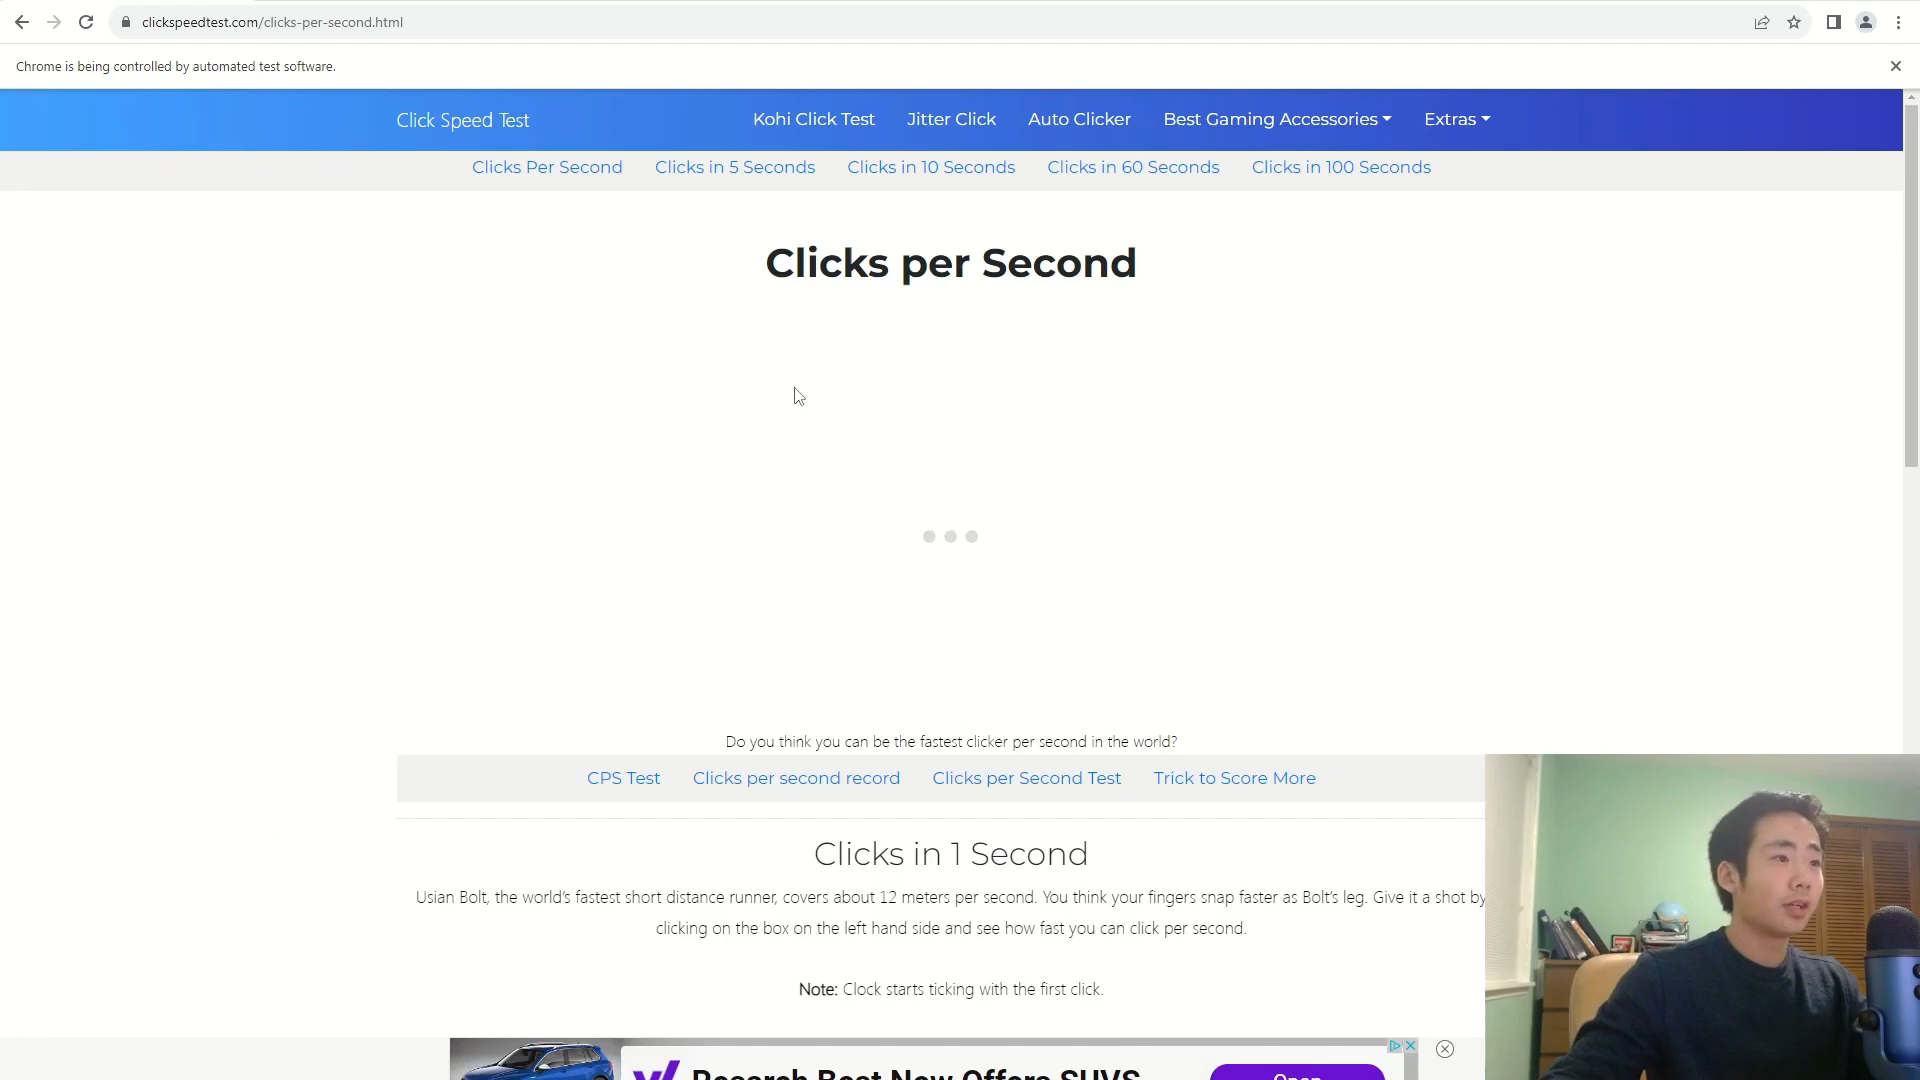 clickspeedtest.com/clicks-per-second.html
Chrome is being controlled by automated test software.
Click Speed Test
Kohi Click Test Jitter Click Auto Clicker Best Gaming Accessories Extras
Clicks Per Second Clicks in 5 Seconds Clicks in 10 Seconds Clicks in 60 Seconds Clicks in 100 Seconds
Clicks per Second
Do you think you can be the fastest clicker per second in the world?
CPS Test Clicks per second record Clicks per Second Test Trick to Score More
Clicks in 1 Second
Usian Bolt, the world's fastest short distance runner, covers about 12 meters per second. You think your fingers snap faster as Bolt's leg. Give it a shot by
clicking on the box on the left hand side and see how fast you can click per second.
Note: Clock starts ticking with the first click.
Research Best New Offers SUVS
Open